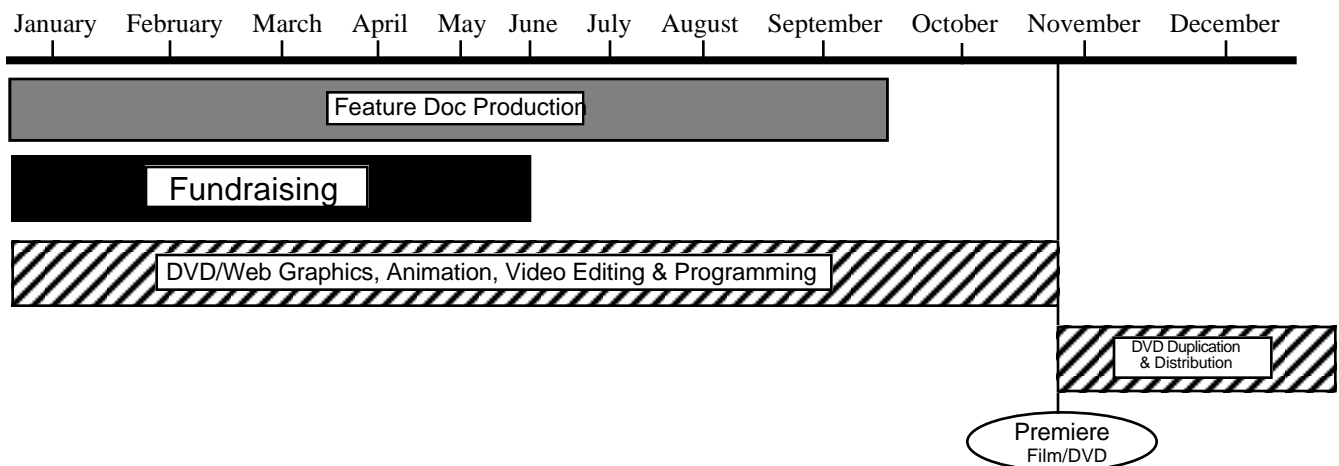 January February March April May June July August September October November December
Feature Doc Production
Fundraising
DVD/Web Graphics, Animation, Video Editing & Programming
DVD Duplication
& Distribution
Premiere
Film/DVD